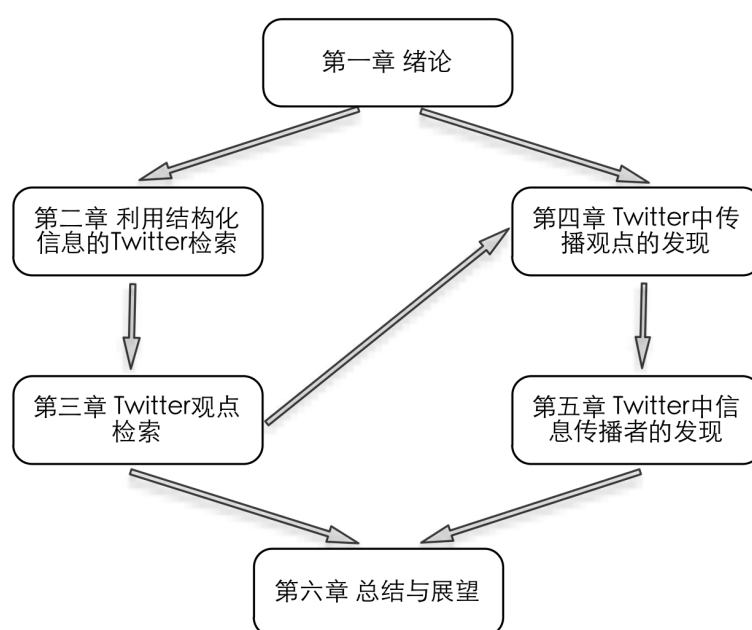 第一章 绪论
第二章 利用结构化
信息的Twitter检索
第四章 Twitter中传
播观点的发现
第三章 Twitter观点
检索
第五章 Twitter中信
息传播者的发现
第六章 总结与展望